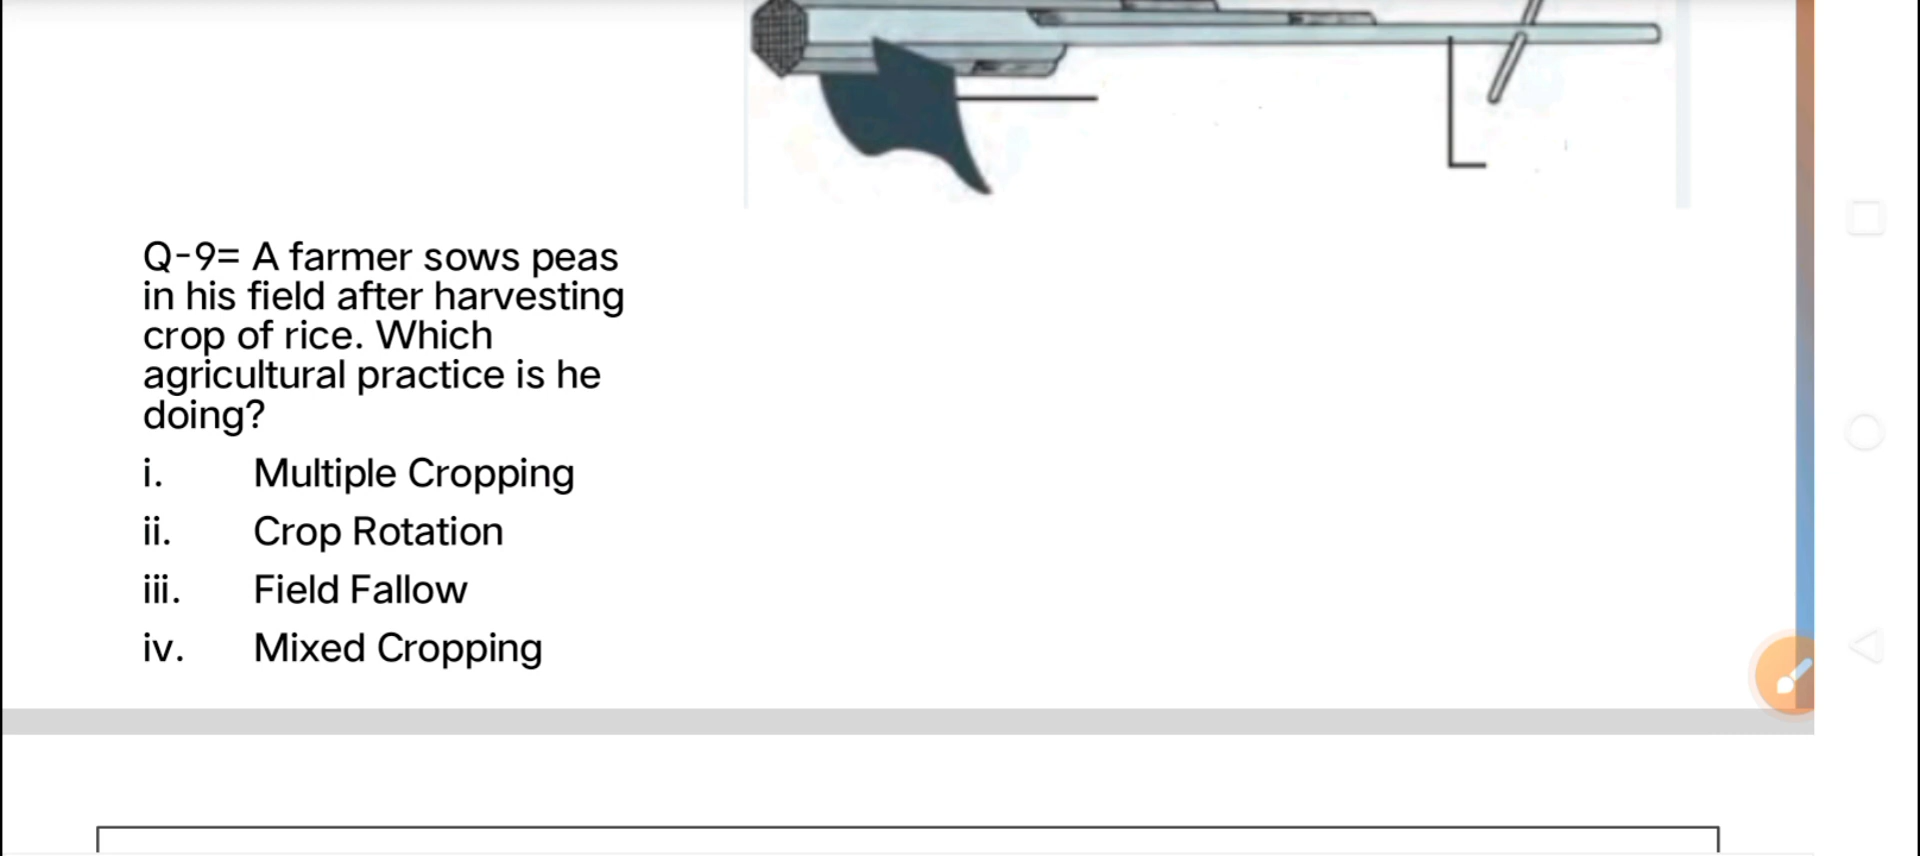 Q-9= A farmer sows peas
in his field after harvesting
crop of rice. Which
agricultural practice is he
doing?
i. Multiple Cropping
ii. Crop Rotation
iii. Field Fallow
iv. Mixed Cropping